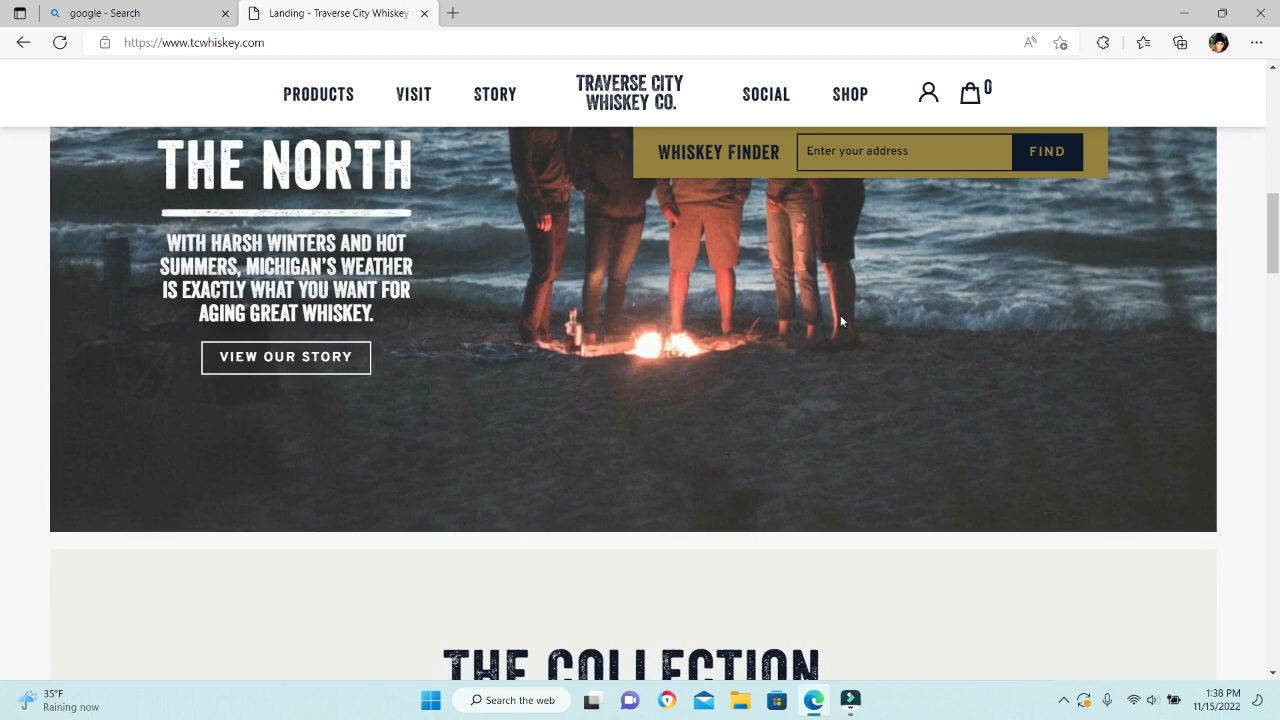 google - Search
Traverse City Whiskey
https://www.tcwhiskey.com
PRODUCTS
VISIT
STORY
TRAVERSE CITY
WHISKEY CO.
SOCIAL
SHOP
0
THE NORTH
WITH HARSH WINTERS AND HOT
SUMMERS, MICHIGAN'S WEATHER
IS EXACTLY WHAT YOU WANT FOR
AGING GREAT WHISKEY.
VIEW OUR STORY
WHISKEY FINDER
Enter your address
FIND
THE COLLECTION
35°F
Raining now
Search the web
1:38 PM
11/15/2022